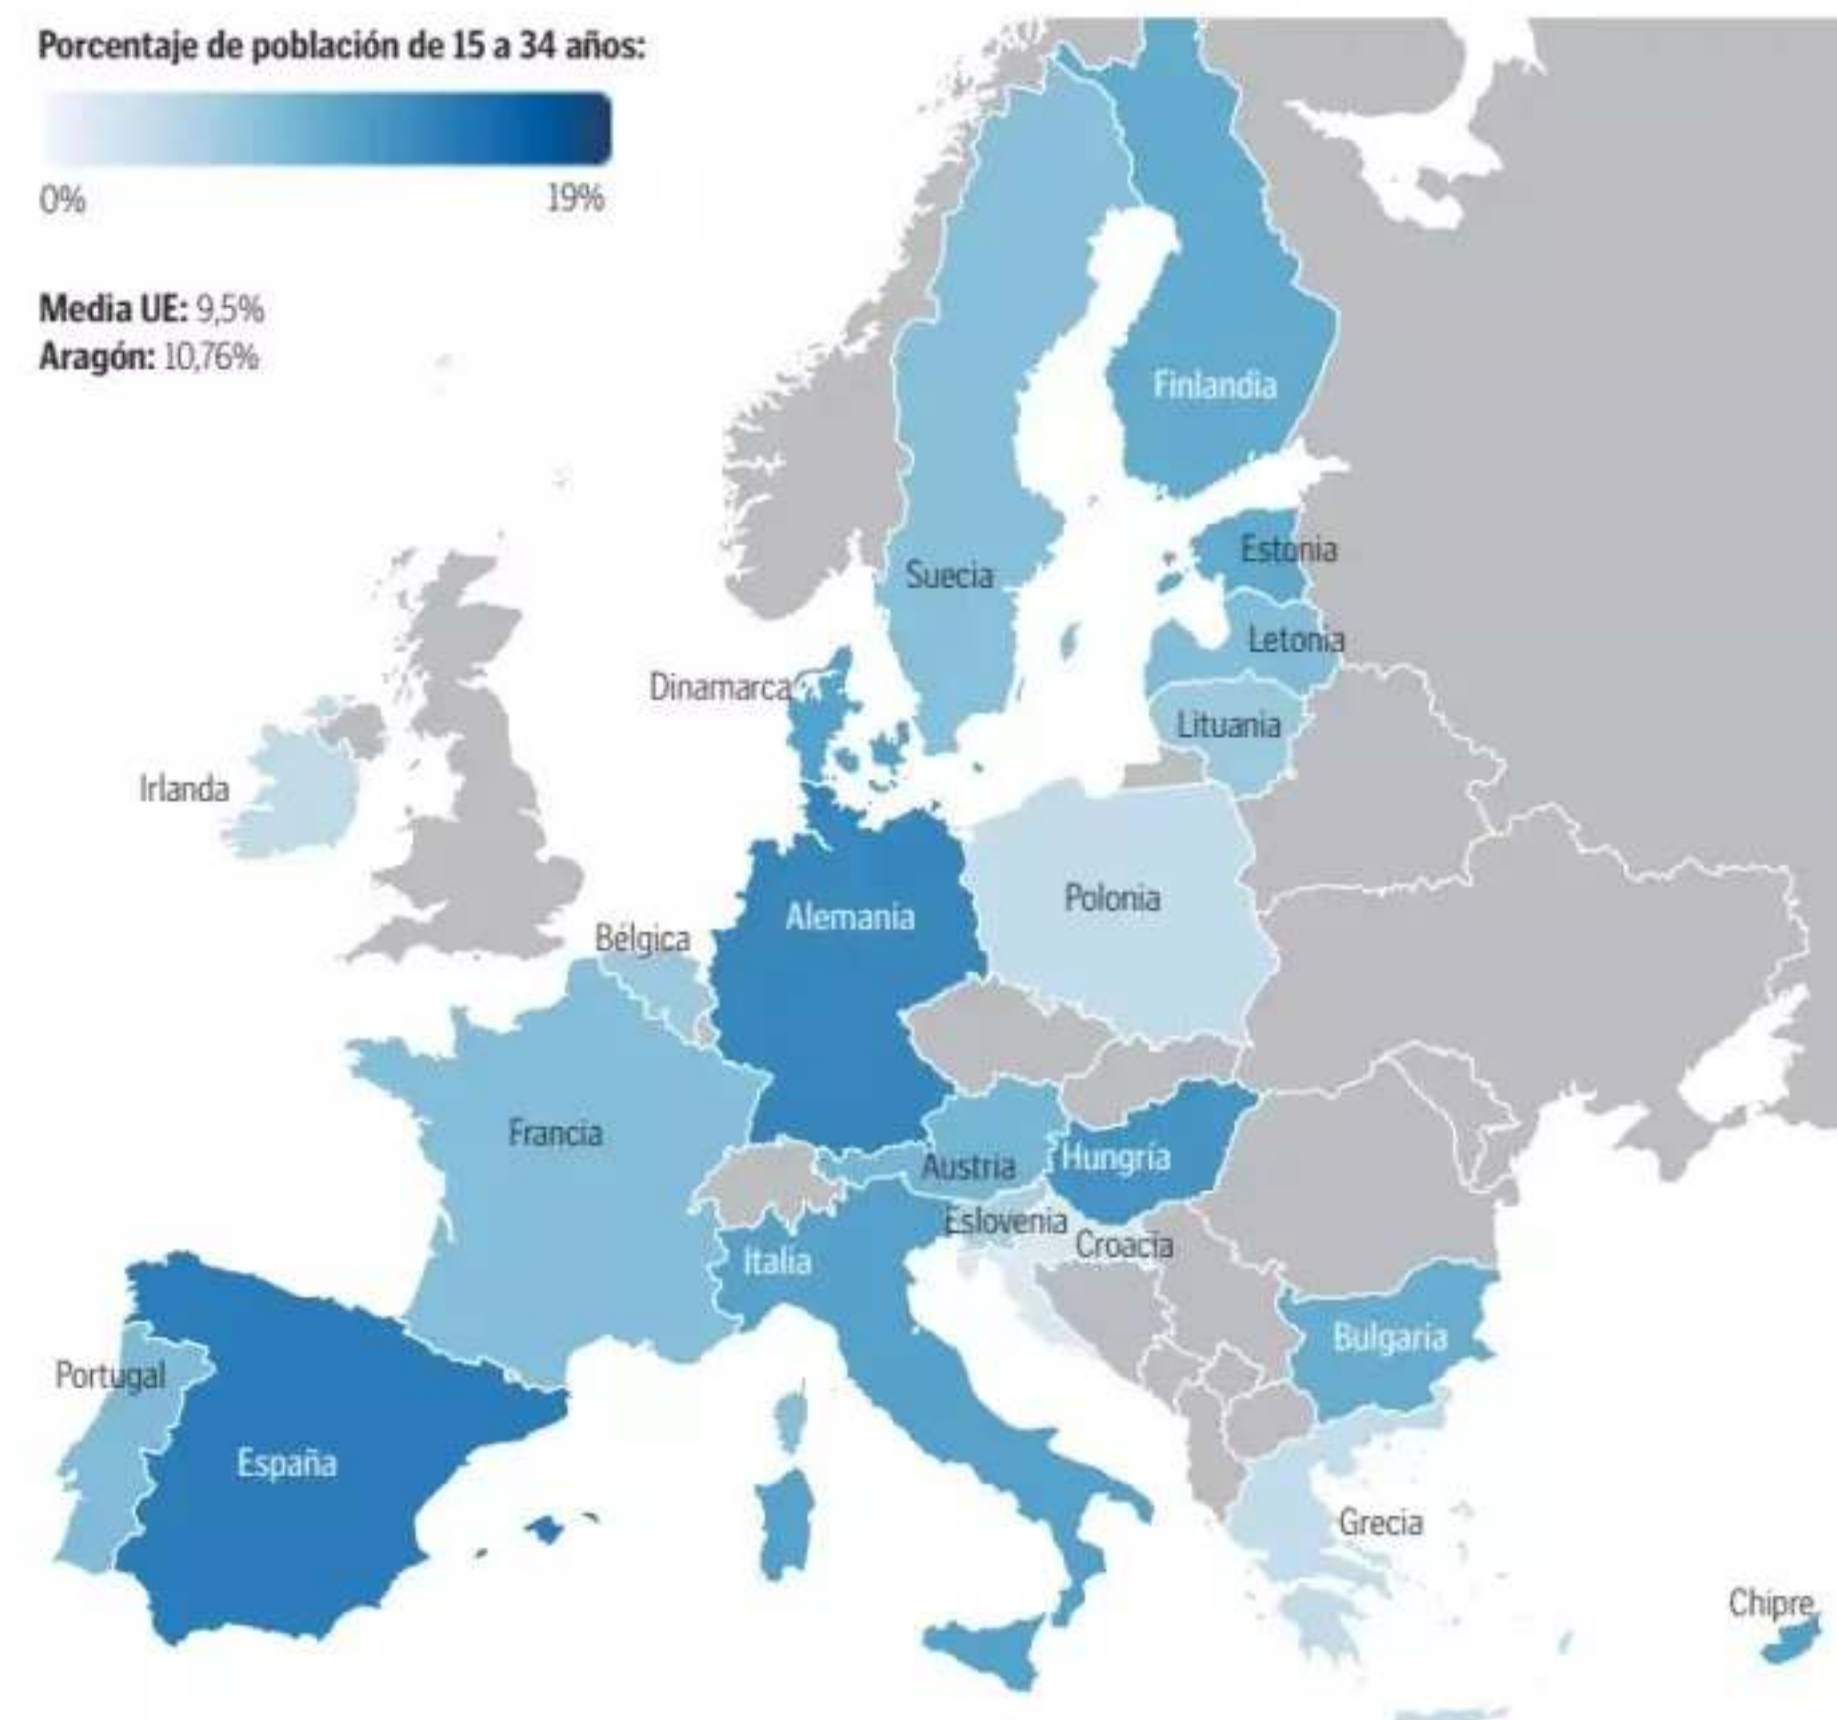 Porcentaje de población de 15 a 34 años:
0% 19%
Media UE: 9,5%
Aragón: 10,76%
Finlandia
Estonia
Suecia
Letonia
Dinamarca
Lituania
Irlanda
Polonia
Alemania
Bélgica
Francia
Hungría
Austria
Eslovenia
Croacia
Italia
Bulgaria
Portugal
España
Grecia
Chipre